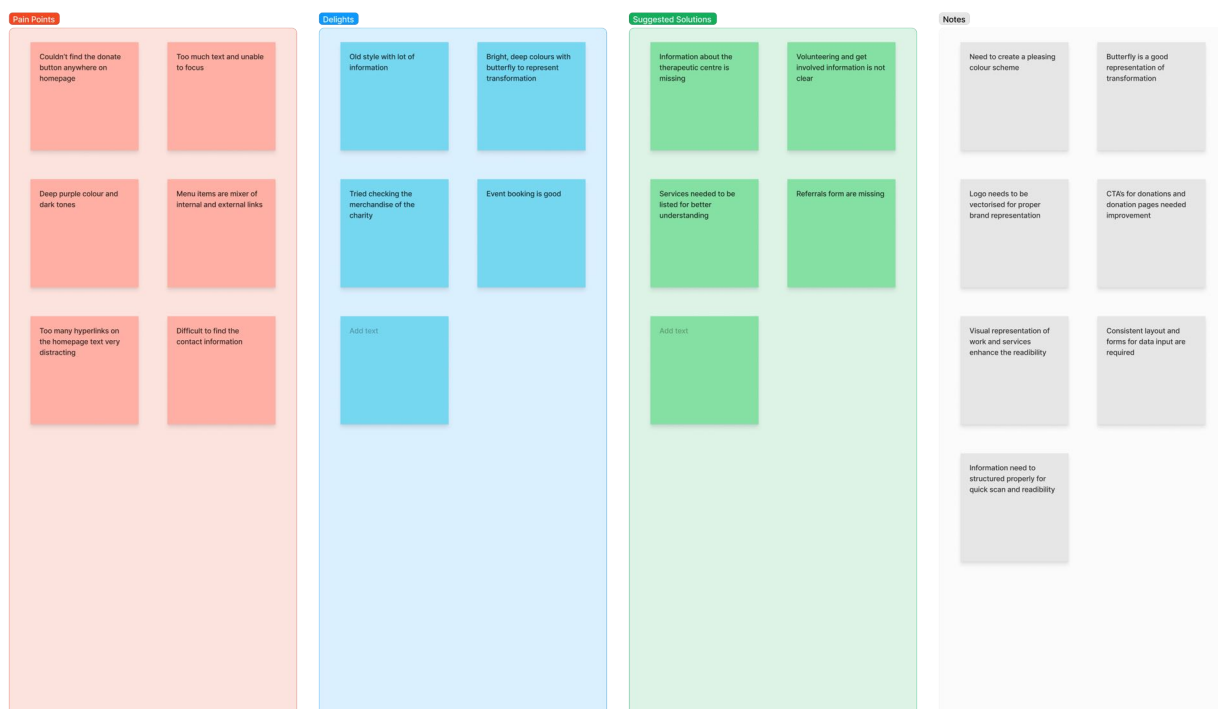 Pain Points
Couldn't find the donate
button anywhere on
homepage
Too much text and unable
to focus
Deep purple colour and
dark tones
Menu items are mixer of
internal and external links
Too many hyperlinks on
the homepage text very
distracting
Difficult to find the
contact information
Delights
Old style with lot of
information
Bright, deep colours with
butterfly to represent
transformation
Tried checking the
merchandise of the
charity
Event booking is good
Add text
Suggested Solutions
Information about the
therapeutic centre is
missing
Volunteering and get
involved information is not
clear
Services needed to be
listed for better
understanding
Referrals form are missing
Add text
Notes
Need to create a pleasing
colour scheme
Butterfly is a good
representation of
transformation
Logo needs to be
vectorised for proper
brand representation
CTA's for donations and
donation pages needed
improvement
Visual representation of
work and services
enhance the readibility
Consistent layout and
forms for data input are
required
Information need to
structured properly for
quick scan and readibility